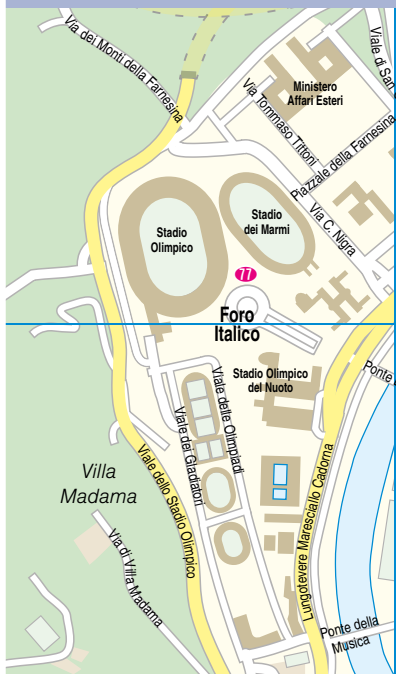 Via dei Monti della Farnesina
Viale di San
Ministero
Affari Esteri
Via Tommaso Tittoni
Piazzale della Farnesina
Via C. Nigra
Stadio
Olimpico
Stadio
dei Marmi
77
Foro
Italico
Stadio Olimpico
del Nuoto
Ponte
Viale delle Olimpiadi
Viale dei Gladiatori
Villa
Madama
Viale dello Stadio Olimpico
Lungotevere Maresciallo Cadorna
Via di Villa Madama
Ponte della
Musica